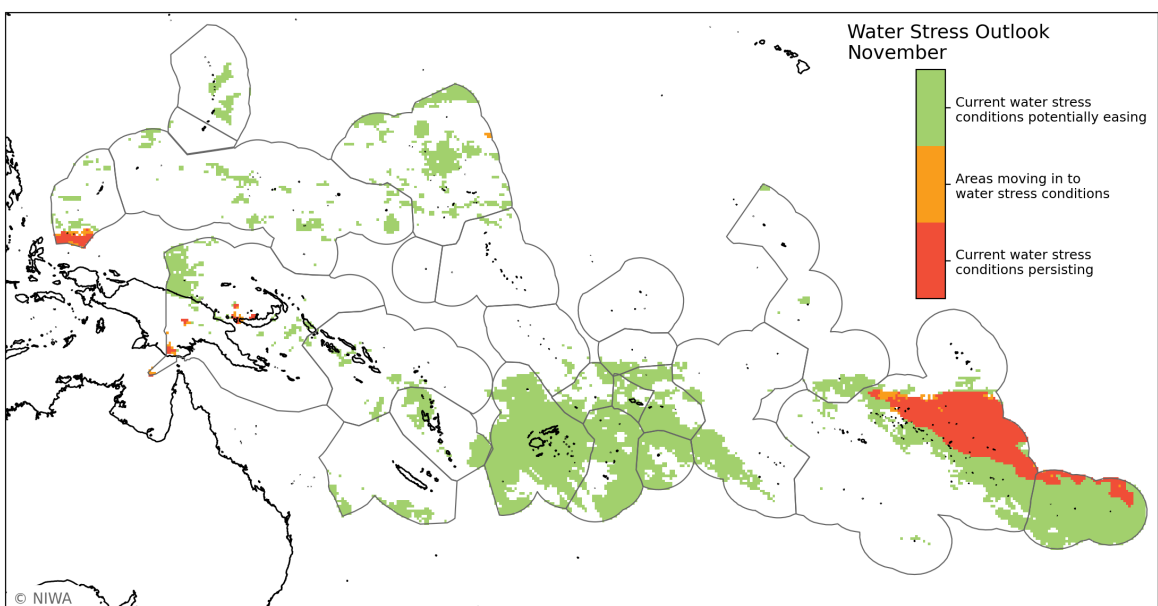 Water Stress Outlook
November
Current water stress
conditions potentially easing
Areas moving in to
water stress conditions
Current water stress
conditions persisting
© NIWA